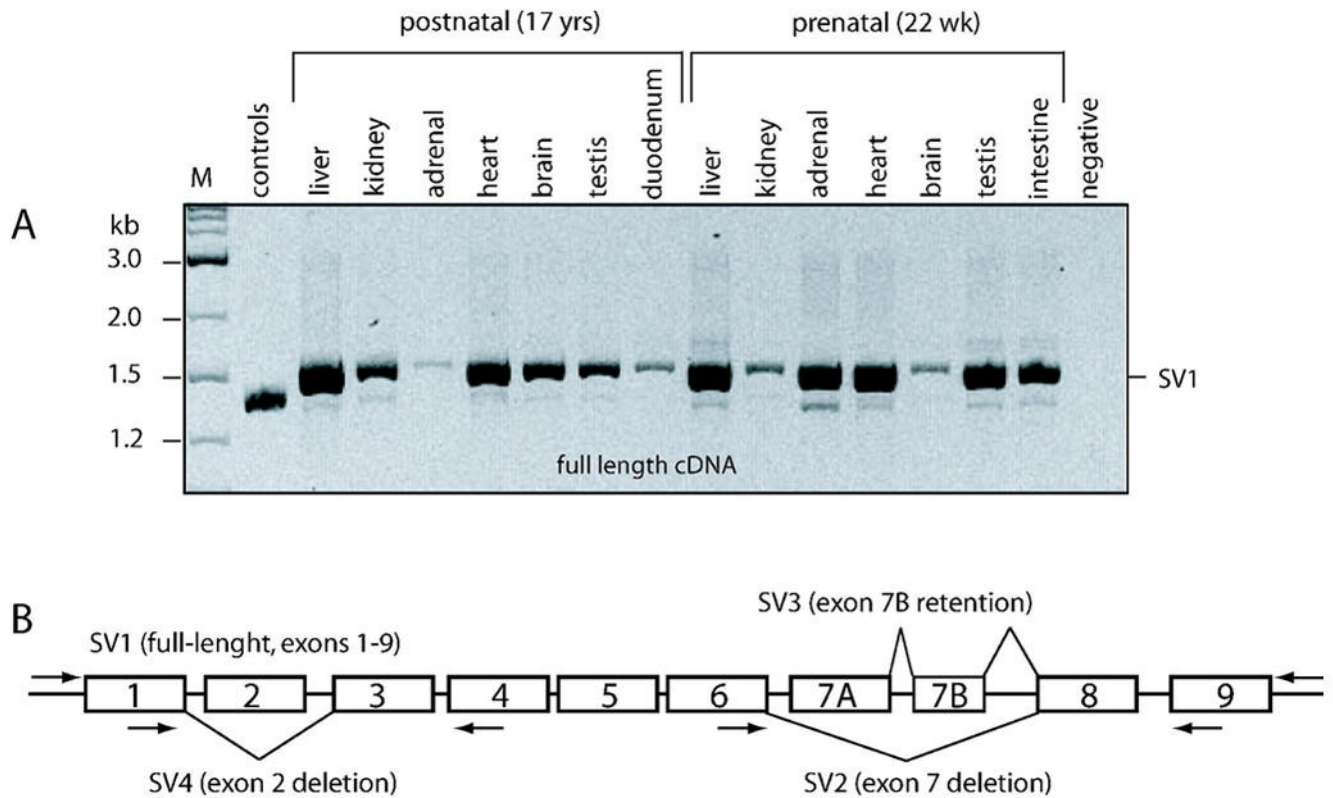 postnatal (17 yrs) prenatal (22 wk)
M controls liver kidney adrenal heart brain testis duodenum liver kidney adrenal heart brain testis intestine negative
A
kb
3.0
2.0
1.5
SV1
1.2
full length cDNA
B
SV3 (exon 7B retention)
SV1 (full-lenght, exons 1-9)
1 2 3 4 5 6 7A 7B 8 9
SV4 (exon 2 deletion) SV2 (exon 7 deletion)